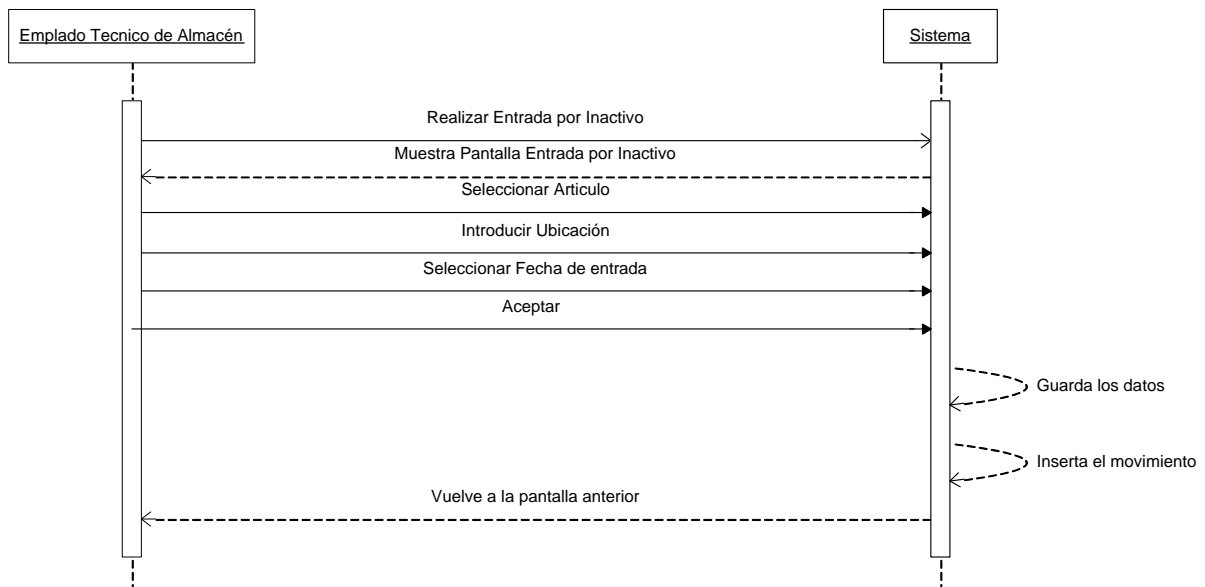 Emplado Tecnico de Almacén
Sistema
Realizar Entrada por Inactivo
Muestra Pantalla Entrada por Inactivo
Seleccionar Articulo
Introducir Ubicación
Seleccionar Fecha de entrada
Aceptar
Guarda los datos
Inserta el movimiento
Vuelve a la pantalla anterior